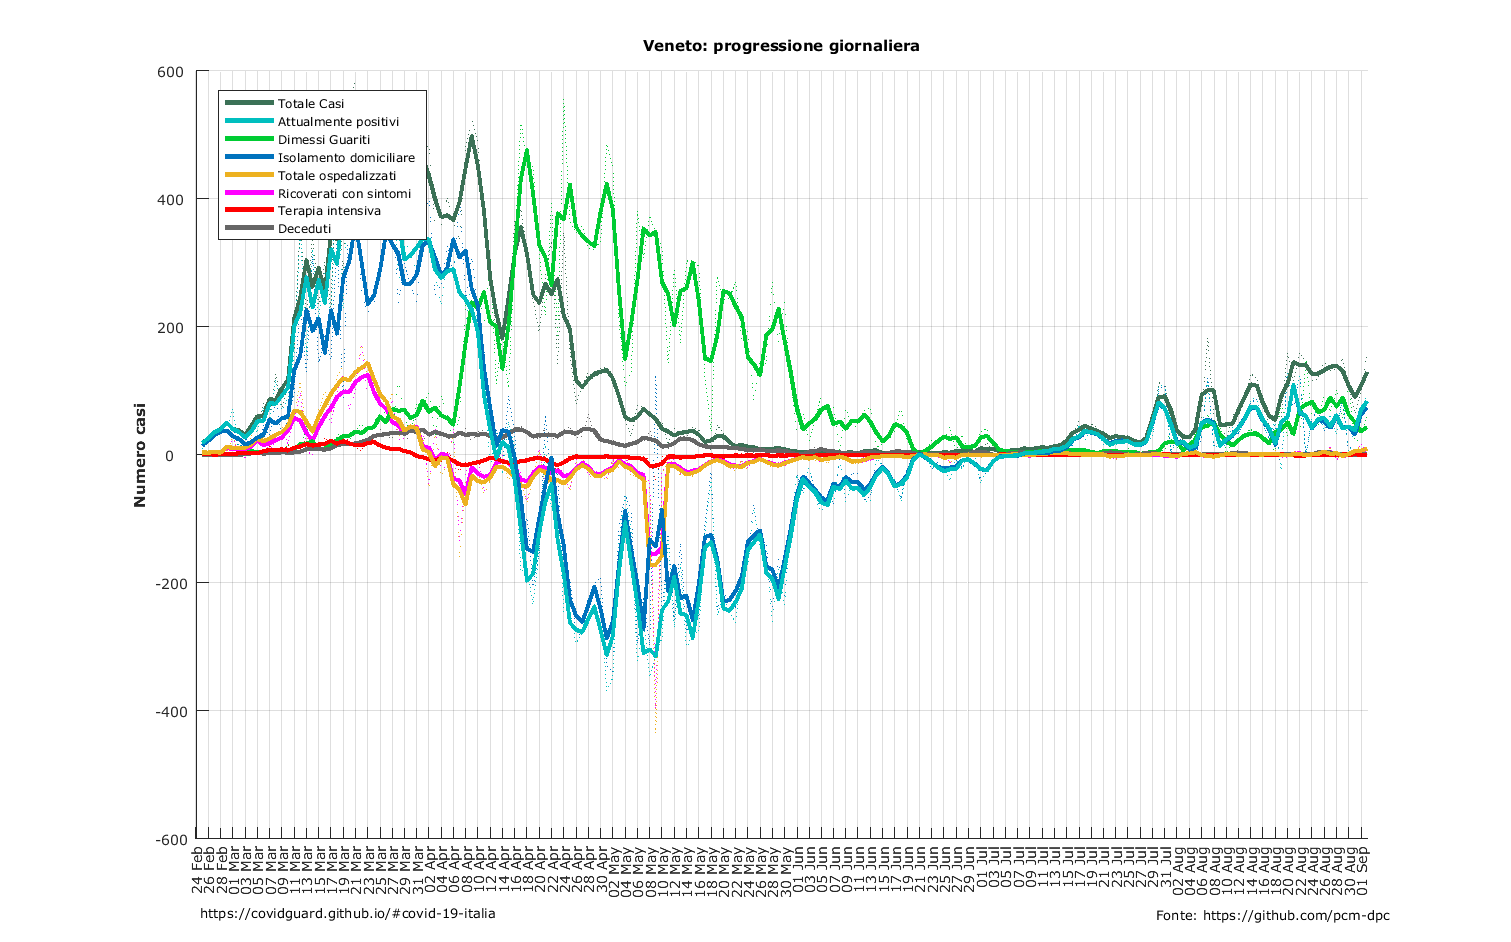 Veneto: progressione giornaliera
600
400
200
0
-200
-400
-600
Numero casi
Totale Casi
Attualmente positivi
Dimessi Guariti
Isolamento domiciliare
Totale ospedalizzati
Ricoverati con sintomi
Terapia intensiva
Deceduti
24 Feb
26 Feb
28 Feb
01 Mar
03 Mar
05 Mar
07 Mar
09 Mar
11 Mar
13 Mar
15 Mar
17 Mar
19 Mar
21 Mar
23 Mar
25 Mar
27 Mar
29 Mar
31 Mar
02 Apr
04 Apr
06 Apr
08 Apr
10 Apr
12 Apr
14 Apr
16 Apr
18 Apr
20 Apr
22 Apr
24 Apr
26 Apr
28 Apr
30 Apr
02 May
04 May
06 May
08 May
10 May
12 May
14 May
16 May
18 May
20 May
22 May
24 May
26 May
28 May
30 May
01 Jun
03 Jun
05 Jun
07 Jun
09 Jun
11 Jun
13 Jun
15 Jun
17 Jun
19 Jun
21 Jun
23 Jun
25 Jun
27 Jun
29 Jun
01 Jul
03 Jul
05 Jul
07 Jul
09 Jul
11 Jul
13 Jul
15 Jul
17 Jul
19 Jul
21 Jul
23 Jul
25 Jul
27 Jul
29 Jul
31 Jul
02 Aug
04 Aug
06 Aug
08 Aug
10 Aug
12 Aug
14 Aug
16 Aug
18 Aug
20 Aug
22 Aug
24 Aug
26 Aug
28 Aug
30 Aug
01 Sep
https://covidguard.github.io/#covid-19-italia
Fonte: https://github.com/pcm-dpc